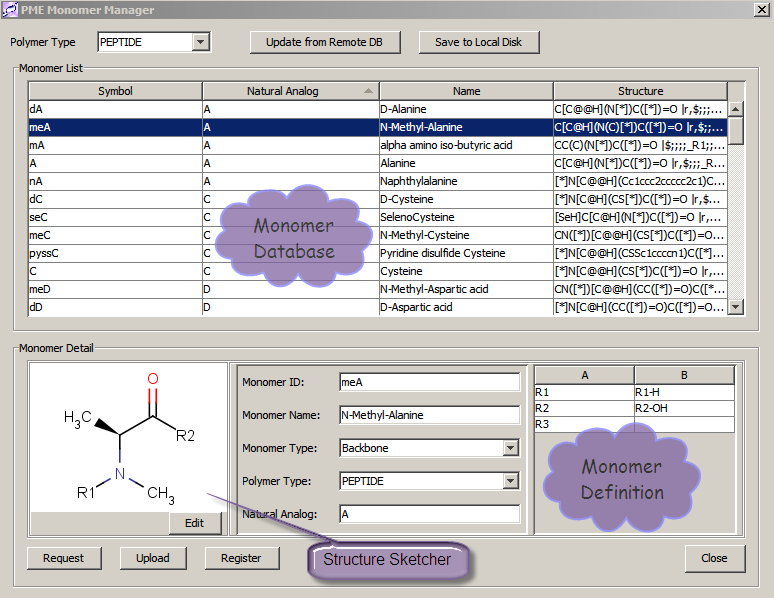 PME Monomer Manager
Polymer Type PEPTIDE Update from Remote DB Save to Local Disk
Monomer List
Symbol Natural Analog Name Structure
dA A D-Alanine C[C@@H](N[*])C([*])=O |r,$;;;...
meA A N-Methyl-Alanine C[C@H](N(C)[*])C([*])=O |r,$;;...
mA A alpha amino iso-butyric acid CC(C)(N[*])C([*])=O |$;;;;_R1;;...
A A Alanine C[C@H](N[*])C([*])=O |r,$;;;_R...
nA A Naphthylalanine [*]N[C@@H](Cc1ccc2ccccc2c1)C...
dC C D-Cysteine [*]N[C@H](CS[*])C([*])=O |r,$...
seC C SelenoCysteine [SeH]C[C@H](N[*])C([*])=O |r,...
meC C N-Methyl-Cysteine CN([*])[C@@H](CS[*])C([*])=O...
pyssC C Pyridine disulfide Cysteine [*]N[C@@H](CSSc1ccccn1)C([*]...
C C Cysteine [*]N[C@@H](CS[*])C([*])=O |r,...
meD D N-Methyl-Aspartic acid CN([*])[C@@H](CC([*])=O)C([*]...
dD D D-Aspartic acid [*]N[C@H](CC([*])=O)C([*])=O...
Monomer
Database
Monomer Detail
O
H3C
R2
N
R1
CH3
Edit
Monomer ID: meA
Monomer Name: N-Methyl-Alanine
Monomer Type: Backbone
Polymer Type: PEPTIDE
Natural Analog: A
A B
R1 R1-H
R2 R2-OH
R3
Monomer
Definition
Request Upload Register Structure Sketcher Close